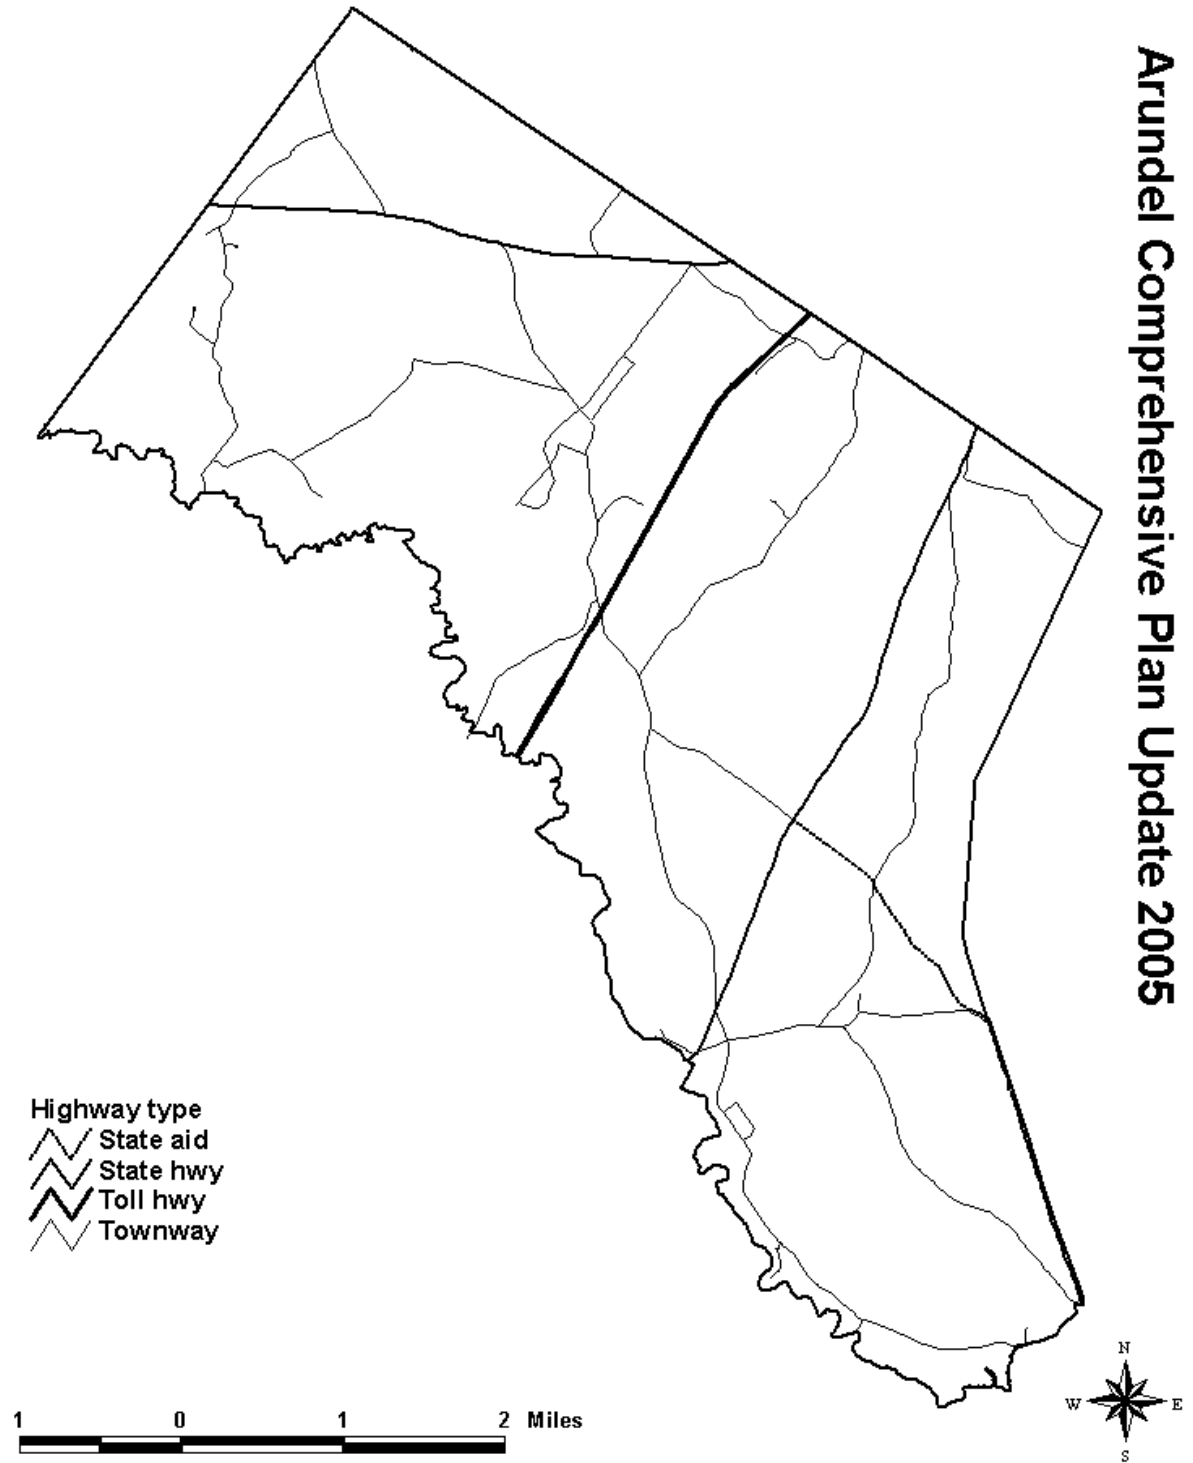 Arundel Comprehensive Plan Update 2005
Highway type
State aid
State hwy
Toll hwy
Townway
1 0 1 2 Miles
N
W E
S